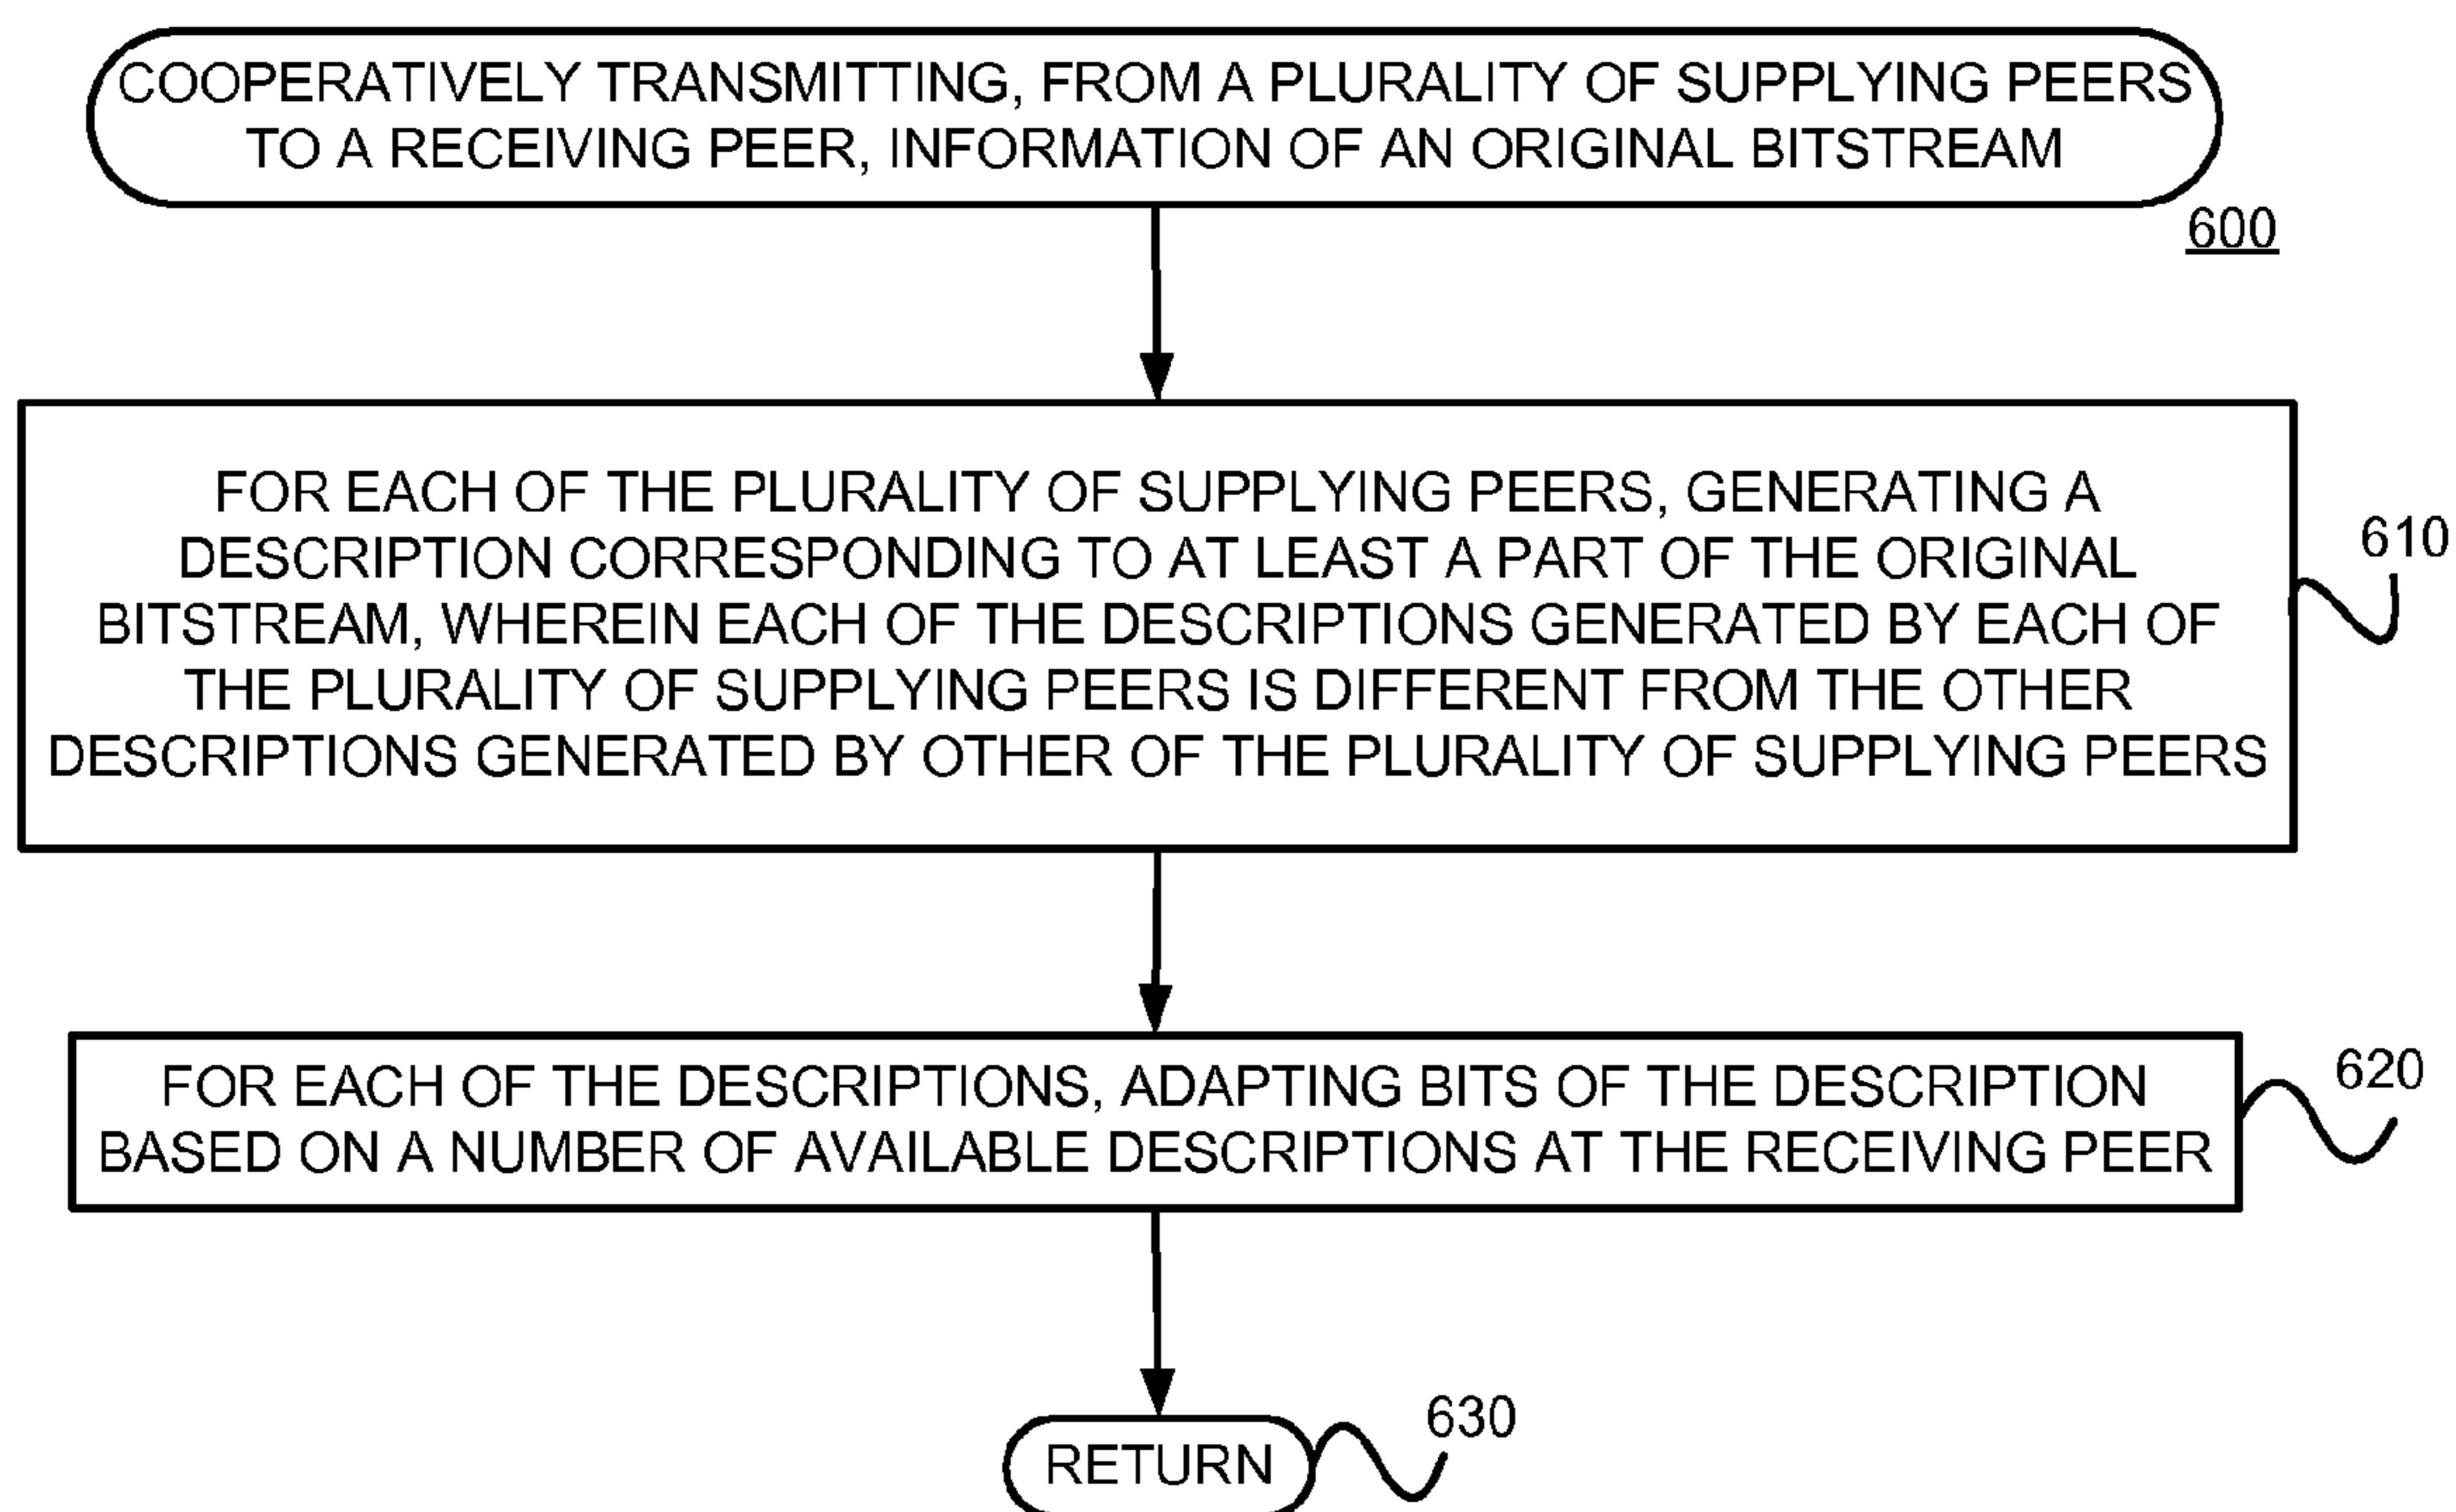 COOPERATIVELY TRANSMITTING, FROM A PLURALITY OF SUPPLYING PEERS
TO A RECEIVING PEER, INFORMATION OF AN ORIGINAL BITSTREAM
600
FOR EACH OF THE PLURALITY OF SUPPLYING PEERS, GENERATING A
DESCRIPTION CORRESPONDING TO AT LEAST A PART OF THE ORIGINAL
BITSTREAM, WHEREIN EACH OF THE DESCRIPTIONS GENERATED BY EACH OF
THE PLURALITY OF SUPPLYING PEERS IS DIFFERENT FROM THE OTHER
DESCRIPTIONS GENERATED BY OTHER OF THE PLURALITY OF SUPPLYING PEERS
610
FOR EACH OF THE DESCRIPTIONS, ADAPTING BITS OF THE DESCRIPTION
BASED ON A NUMBER OF AVAILABLE DESCRIPTIONS AT THE RECEIVING PEER
620
RETURN
630